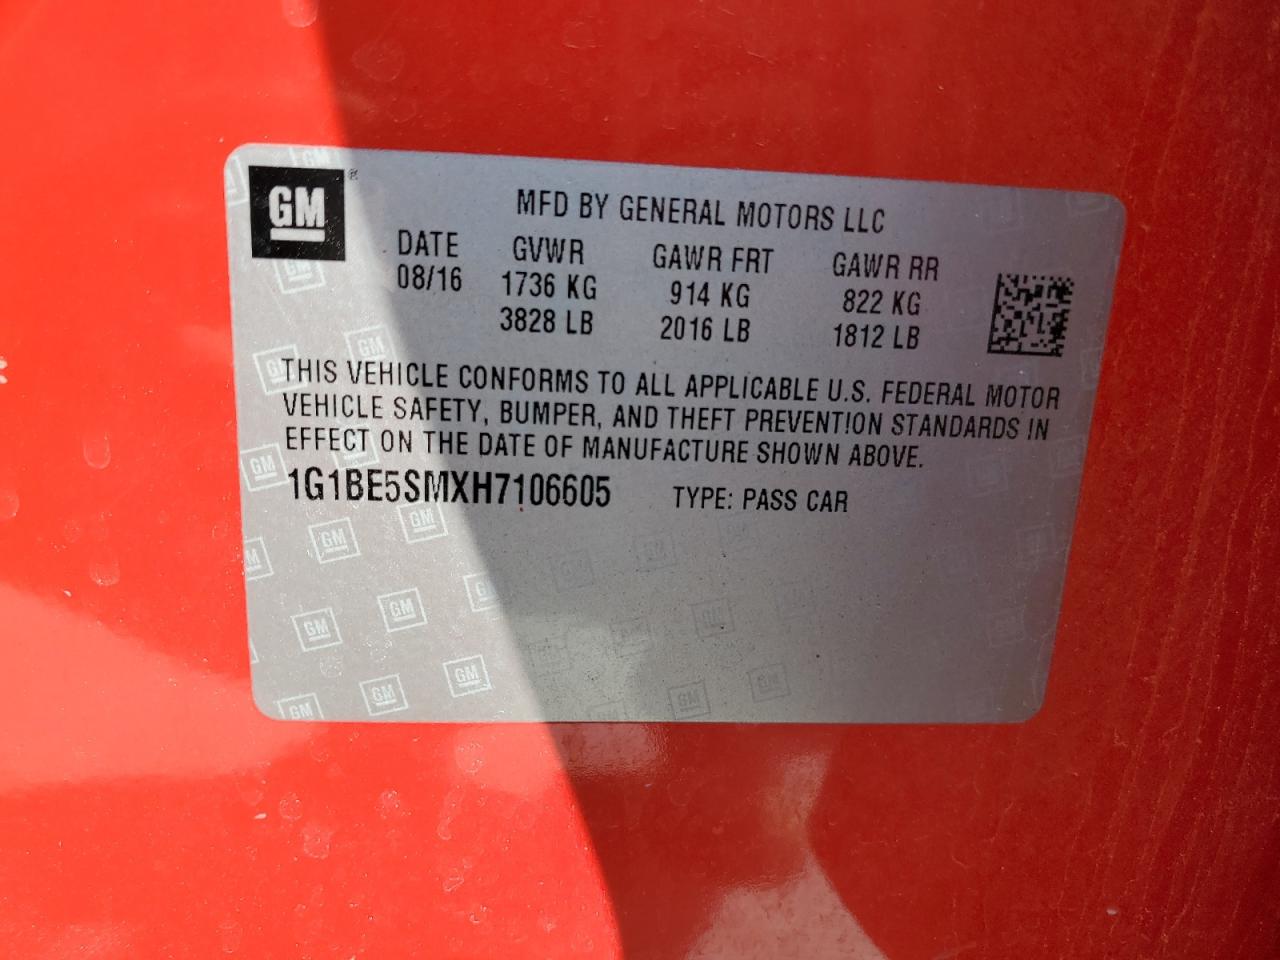 GM
MFD BY GENERAL MOTORS LLC
DATE GVWR GAWR FRT GAWR RR
08/16 1736 KG 914 KG 822 KG
3828 LB 2016 LB 1812 LB
THIS VEHICLE CONFORMS TO ALL APPLICABLE U.S. FEDERAL MOTOR
VEHICLE SAFETY, BUMPER, AND THEFT PREVENTION STANDARDS IN
EFFECT ON THE DATE OF MANUFACTURE SHOWN ABOVE.
1G1BE5SMXH7106605 TYPE: PASS CAR